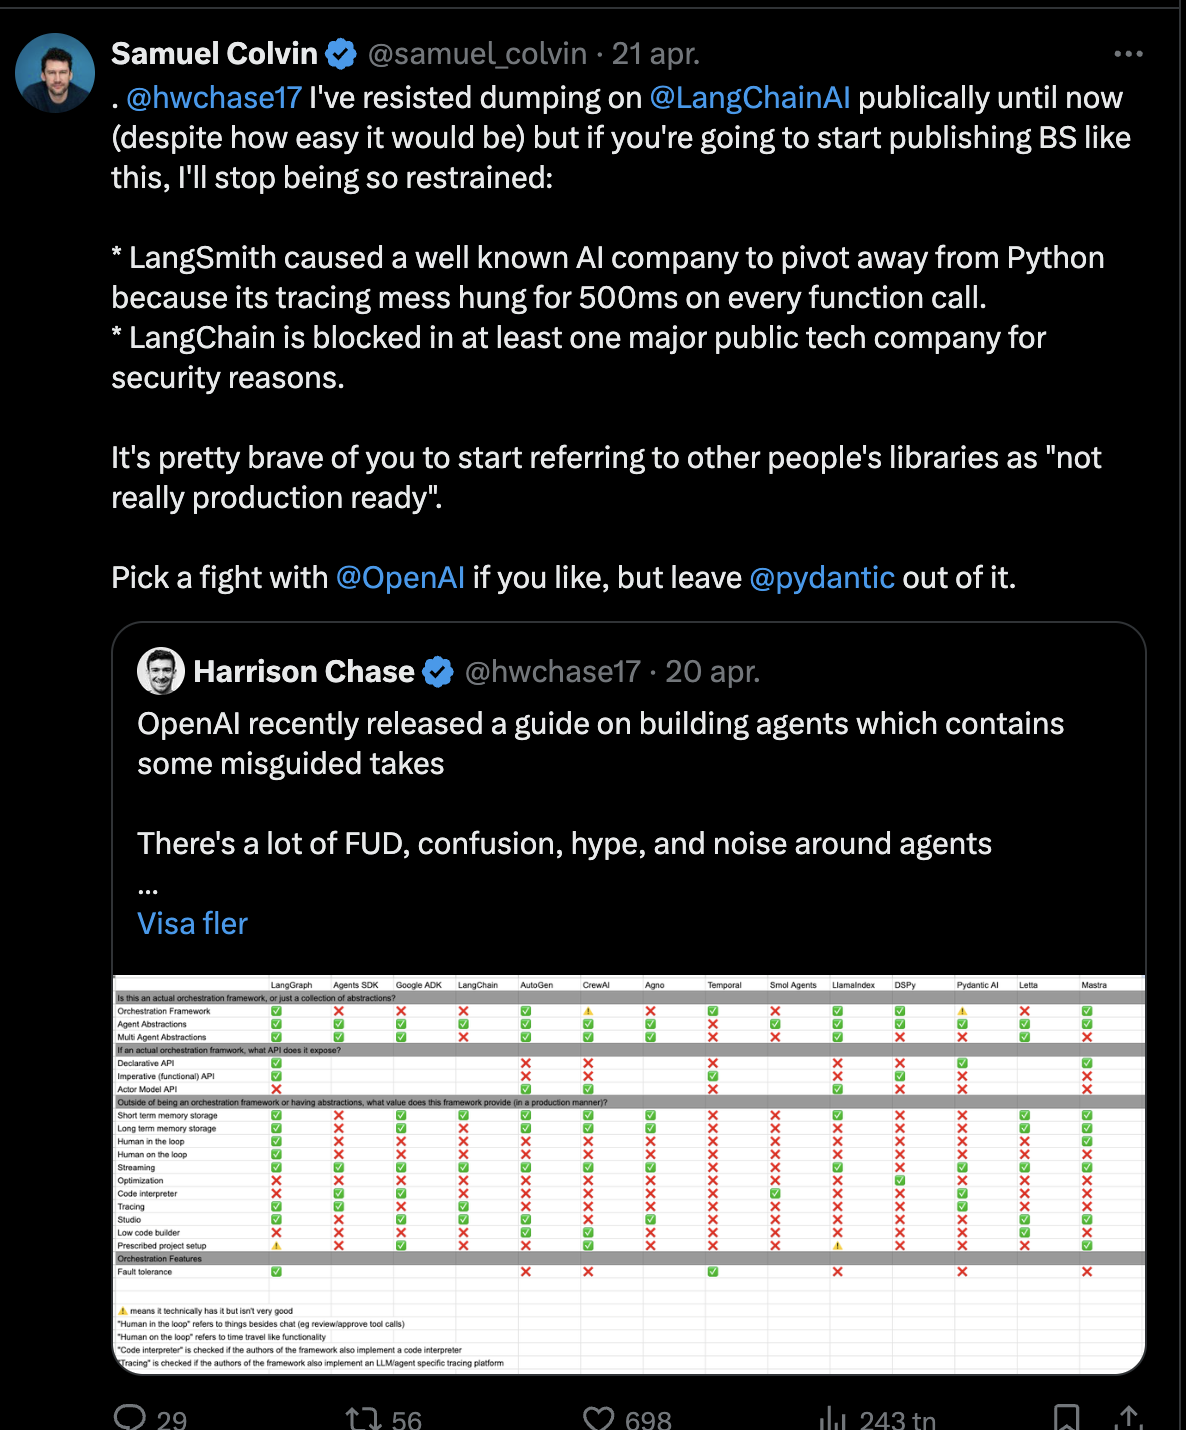 Samuel Colvin @samuel_colvin · 21 apr.
. @hwchase17 I've resisted dumping on @LangChainAI publically until now
(despite how easy it would be) but if you're going to start publishing BS like
this, I'll stop being so restrained:
* LangSmith caused a well known AI company to pivot away from Python
because its tracing mess hung for 500ms on every function call.
* LangChain is blocked in at least one major public tech company for
security reasons.
It's pretty brave of you to start referring to other people's libraries as "not
really production ready".
Pick a fight with @OpenAI if you like, but leave @pydantic out of it.
Harrison Chase @hwchase17 · 20 apr.
OpenAI recently released a guide on building agents which contains
some misguided takes
There's a lot of FUD, confusion, hype, and noise around agents
...
Visa fler
LangGraph Agents SDK Google ADK LangChain AutoGen CrewAI Agno Temporal Smol Agents LlamaIndex DSPy Pydantic AI Letta Mastra
Is this an actual orchestration framework, or just a collection of abstractions?
Orchestration Framework ✅ ❌ ❌ ❌ ✅ ⚠️ ❌ ✅ ❌ ✅ ✅ ⚠️ ❌ ✅
Agent Abstractions ✅ ✅ ✅ ✅ ✅ ✅ ✅ ❌ ✅ ✅ ✅ ✅ ✅ ✅
Multi Agent Abstractions ✅ ✅ ✅ ❌ ✅ ✅ ✅ ❌ ❌ ✅ ❌ ❌ ✅ ❌
If an actual orchestration framwork, what API does it expose?
Declarative API ✅ ❌ ❌ ❌ ❌ ❌ ✅ ✅
Imperative (functional) API ✅ ❌ ❌ ✅ ❌ ✅ ❌ ❌
Actor Model API ❌ ✅ ✅ ❌ ✅ ❌ ❌ ❌
Outside of being an orchestration framework or having abstractions, what value does this framework provide (in a production manner)?
Short term memory storage ✅ ❌ ✅ ✅ ✅ ✅ ✅ ❌ ❌ ✅ ❌ ❌ ✅ ✅
Long term memory storage ✅ ❌ ✅ ❌ ✅ ✅ ✅ ❌ ❌ ❌ ❌ ❌ ✅ ✅
Human in the loop ✅ ❌ ❌ ❌ ❌ ❌ ❌ ❌ ❌ ❌ ❌ ❌ ❌ ✅
Human on the loop ✅ ❌ ❌ ❌ ❌ ❌ ❌ ❌ ❌ ❌ ❌ ❌ ❌ ❌
Streaming ✅ ✅ ✅ ✅ ✅ ✅ ✅ ❌ ❌ ✅ ❌ ✅ ✅ ✅
Optimization ❌ ❌ ❌ ❌ ❌ ❌ ❌ ❌ ❌ ❌ ✅ ❌ ❌ ❌
Code interpreter ❌ ✅ ✅ ❌ ❌ ❌ ❌ ❌ ✅ ❌ ❌ ✅ ❌ ❌
Tracing ✅ ✅ ❌ ✅ ❌ ❌ ❌ ❌ ❌ ❌ ❌ ✅ ❌ ❌
Studio ✅ ❌ ✅ ✅ ✅ ❌ ✅ ❌ ❌ ❌ ❌ ❌ ✅ ✅
Low code builder ❌ ❌ ❌ ❌ ✅ ✅ ❌ ❌ ❌ ❌ ❌ ❌ ✅ ❌
Prescribed project setup ⚠️ ❌ ✅ ❌ ❌ ✅ ❌ ❌ ❌ ⚠️ ❌ ❌ ❌ ✅
Orchestration Features
Fault tolerance ✅ ❌ ❌ ✅ ❌ ❌ ❌
⚠️ means it technically has it but isn't very good
"Human in the loop" refers to things besides chat (eg review/approve tool calls)
"Human on the loop" refers to time travel like functionality
"Code interpreter" is checked if the authors of the framework also implement a code interpreter
"Tracing" is checked if the authors of the framework also implement an LLM/agent specific tracing platform
29 56 698 243 tn